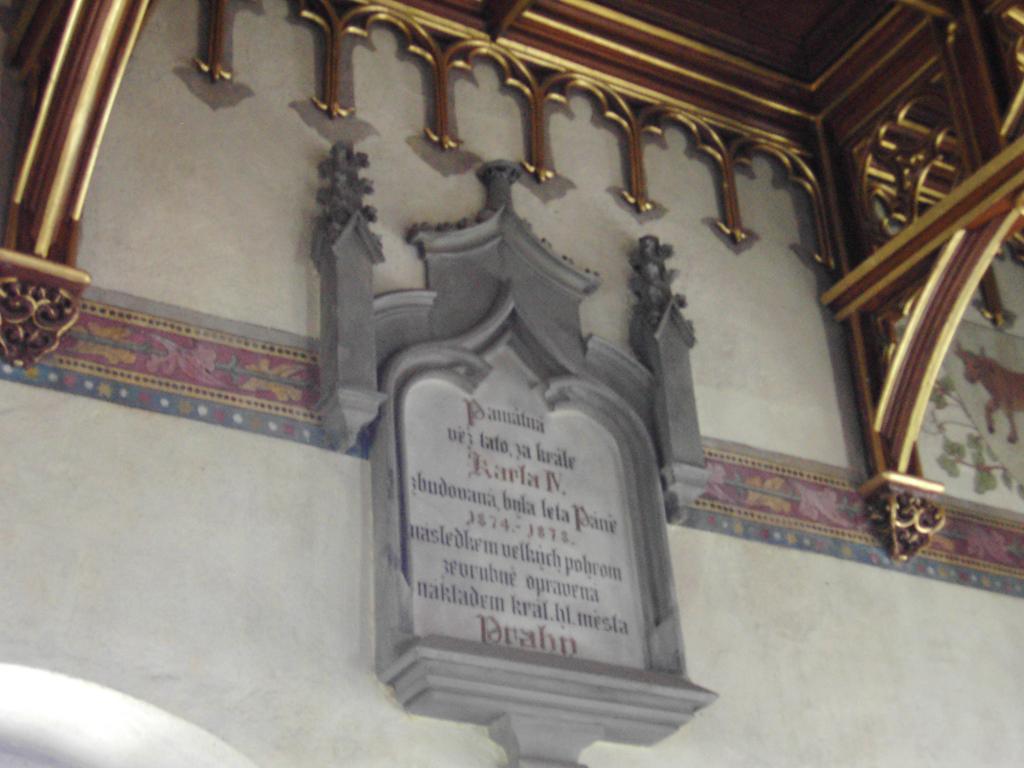 Památná
věž tato, za krále
Karla IV.
zbudovaná, byla leta Páně
1874.-1878.
následkem velkých pohrom
zevrubně opravena
nákladem král. hl. města
Prahy